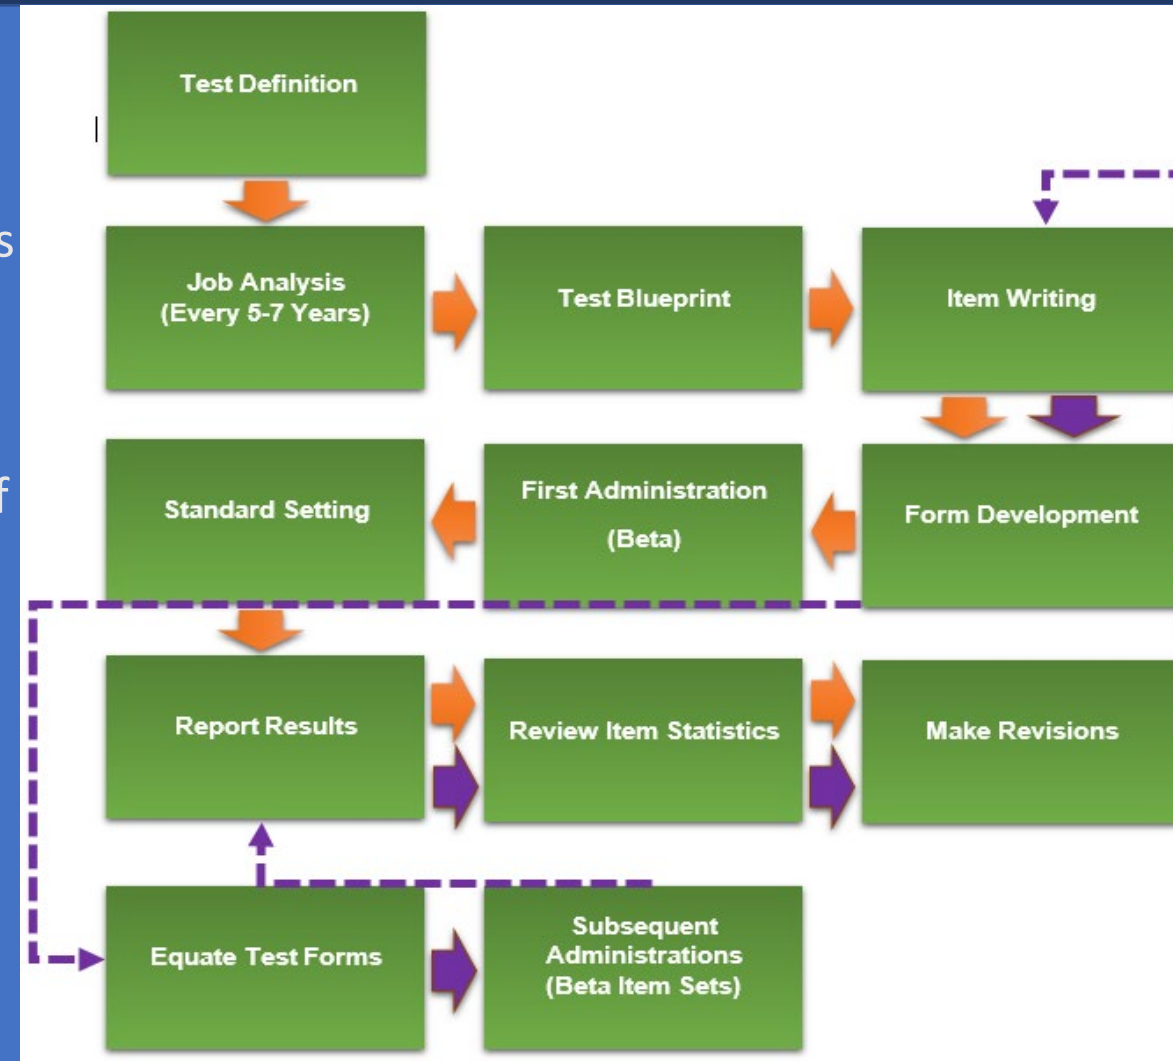 Test Definition
s
Job Analysis
(Every 5-7 Years)
Test Blueprint
Item Writing
f
Standard Setting
First Administration
(Beta)
Form Development
Report Results
Review Item Statistics
Make Revisions
Equate Test Forms
Subsequent
Administrations
(Beta Item Sets)